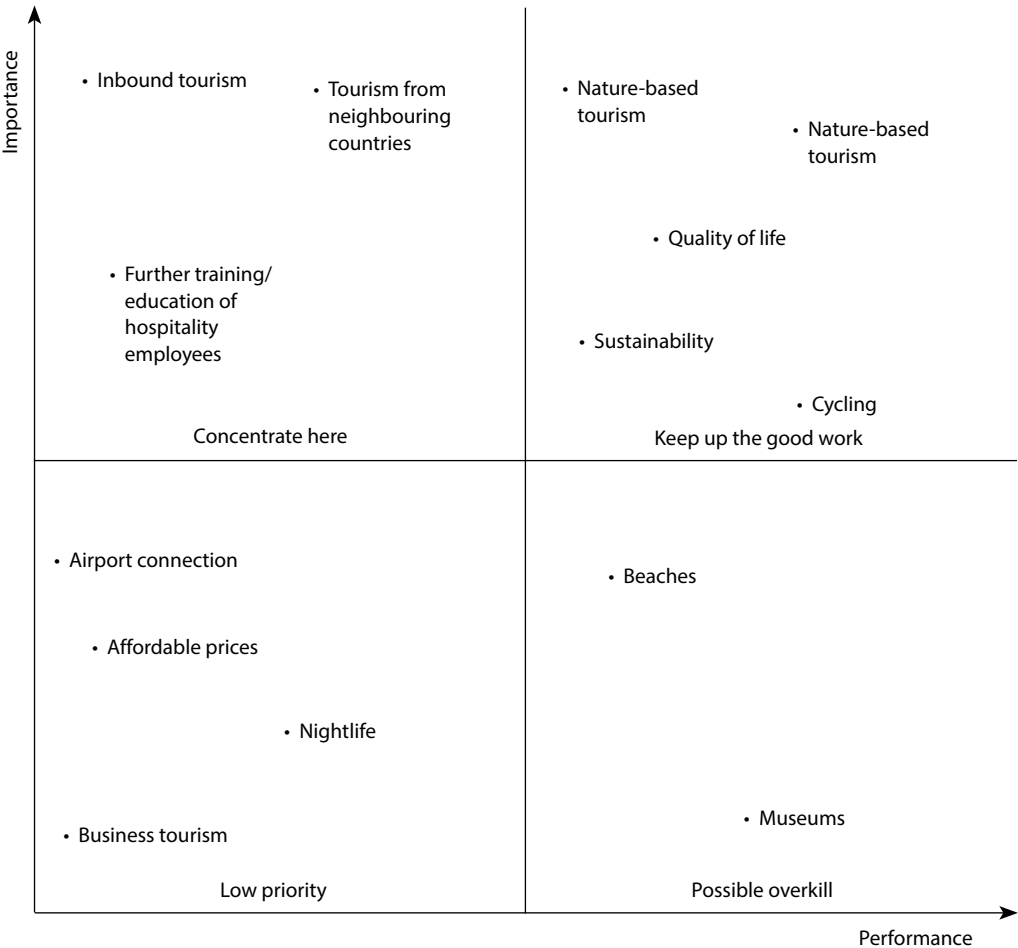 Importance
• Inbound tourism
• Tourism from
neighbouring
countries
• Further training/
education of
hospitality
employees
Concentrate here
• Nature-based
tourism
• Nature-based
tourism
• Quality of life
• Sustainability
• Cycling
Keep up the good work
• Airport connection
• Affordable prices
• Nightlife
• Business tourism
Low priority
• Beaches
• Museums
Possible overkill
Performance